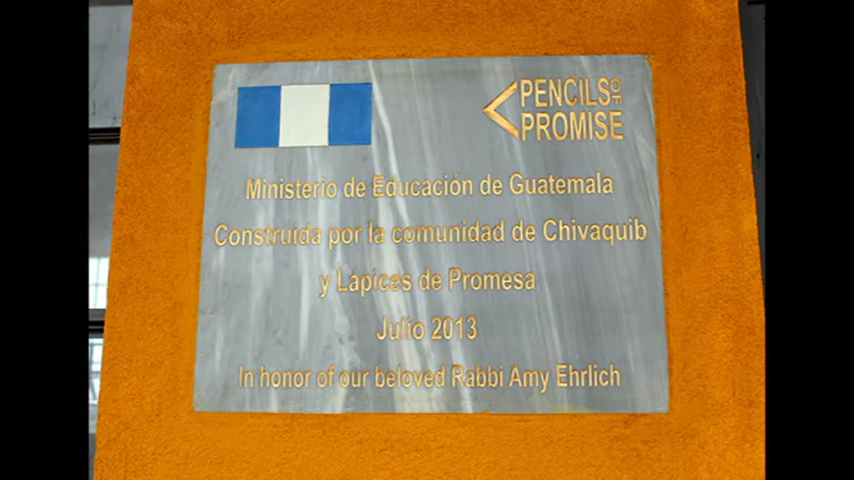 PENCILS OF
PROMISE
Ministerio de Educación de Guatemala
Construida por la comunidad de Chivaquib
y Lápices de Promesa
Julio 2013
In honor of our beloved Rabbi Amy Ehrlich